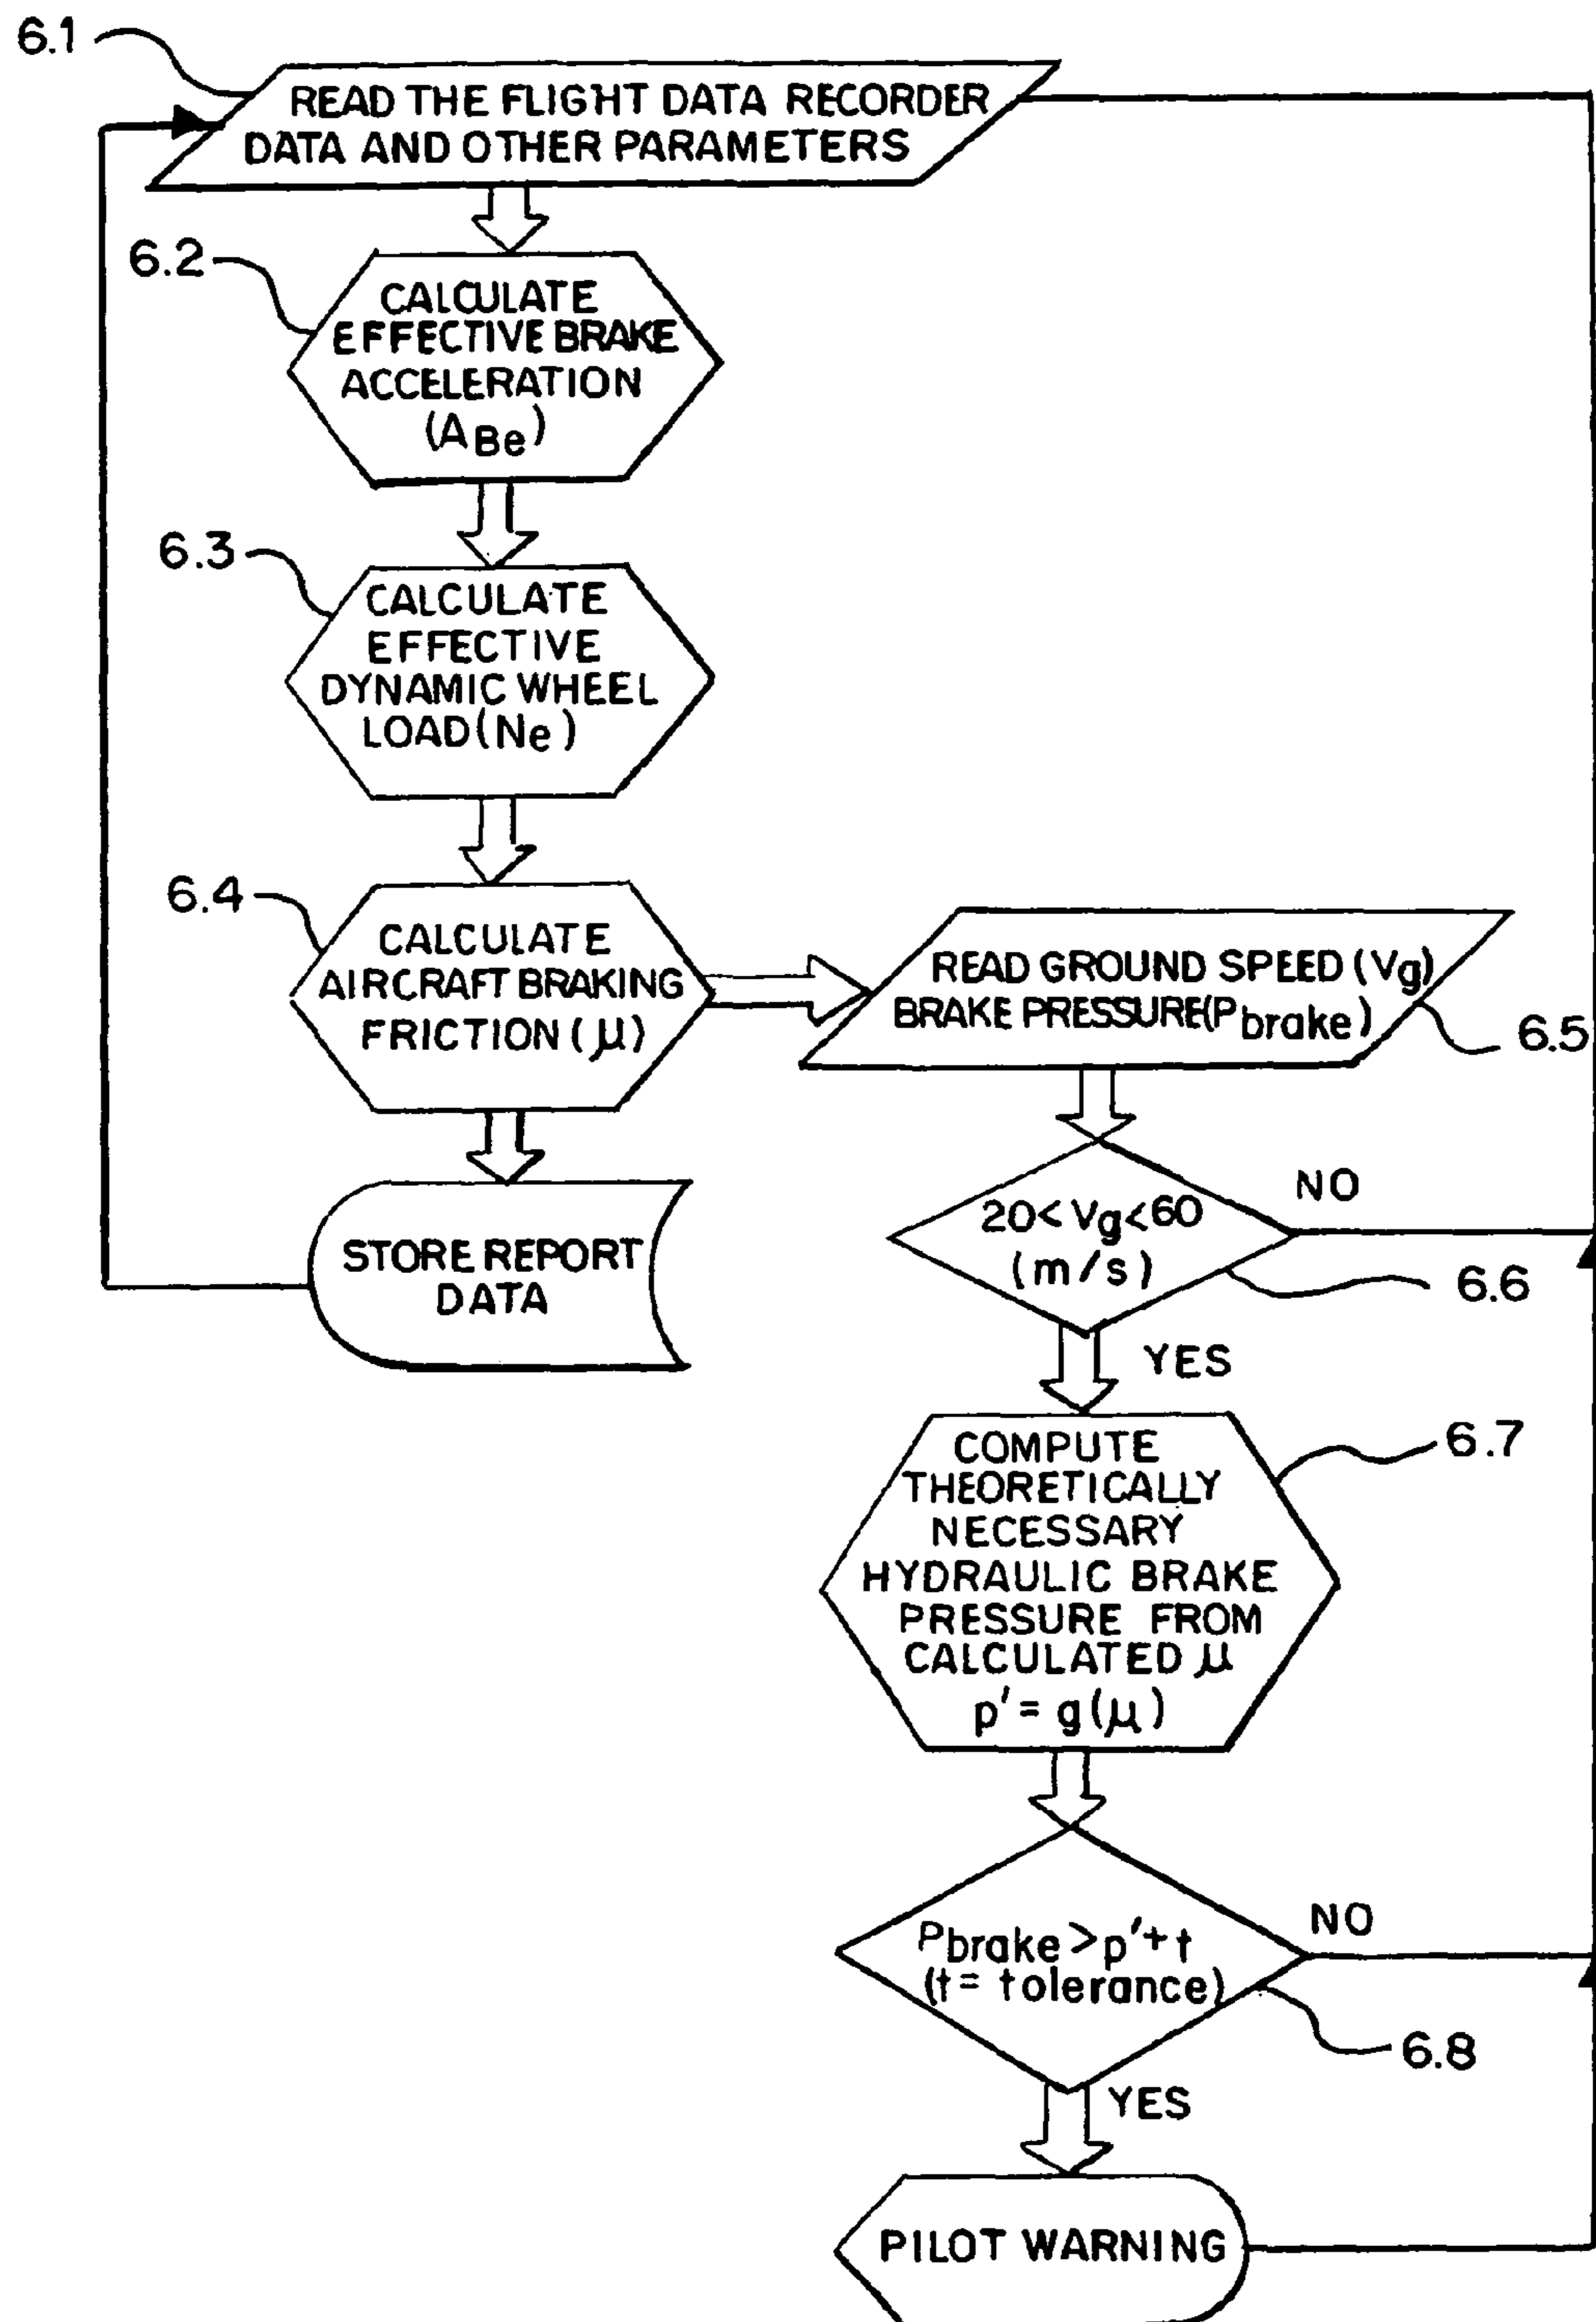 6.1
READ THE FLIGHT DATA RECORDER
DATA AND OTHER PARAMETERS
6.2
CALCULATE
EFFECTIVE BRAKE
ACCELERATION
(ABe)
6.3
CALCULATE
EFFECTIVE
DYNAMIC WHEEL
LOAD(Ne)
6.4
CALCULATE
AIRCRAFT BRAKING
FRICTION (μ)
STORE REPORT
DATA
READ GROUND SPEED (Vg)
BRAKE PRESSURE(Pbrake)
6.5
20<Vg<60
(m/s)
NO
6.6
YES
COMPUTE
THEORETICALLY
NECESSARY
HYDRAULIC BRAKE
PRESSURE FROM
CALCULATED μ
p'=g(μ)
6.7
Pbrake>p'+t
(t= tolerance)
NO
6.8
YES
PILOT WARNING